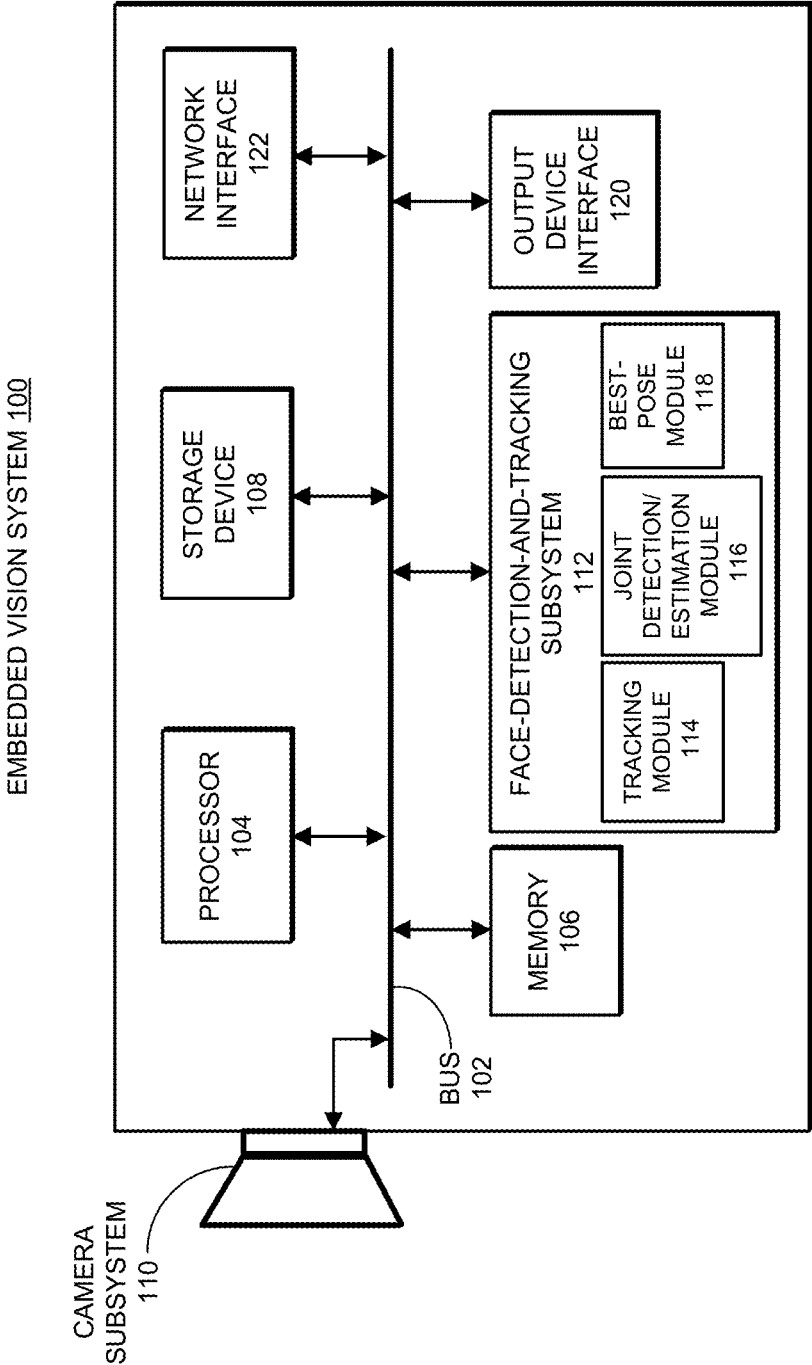 EMBEDDED VISION SYSTEM 100
CAMERA
SUBSYSTEM
110
PROCESSOR
104
STORAGE
DEVICE
108
NETWORK
INTERFACE
122
BUS
102
MEMORY
106
FACE-DETECTION-AND-TRACKING
SUBSYSTEM
112
TRACKING
MODULE
114
JOINT
DETECTION/
ESTIMATION
MODULE
116
BEST-
POSE
MODULE
118
OUTPUT
DEVICE
INTERFACE
120